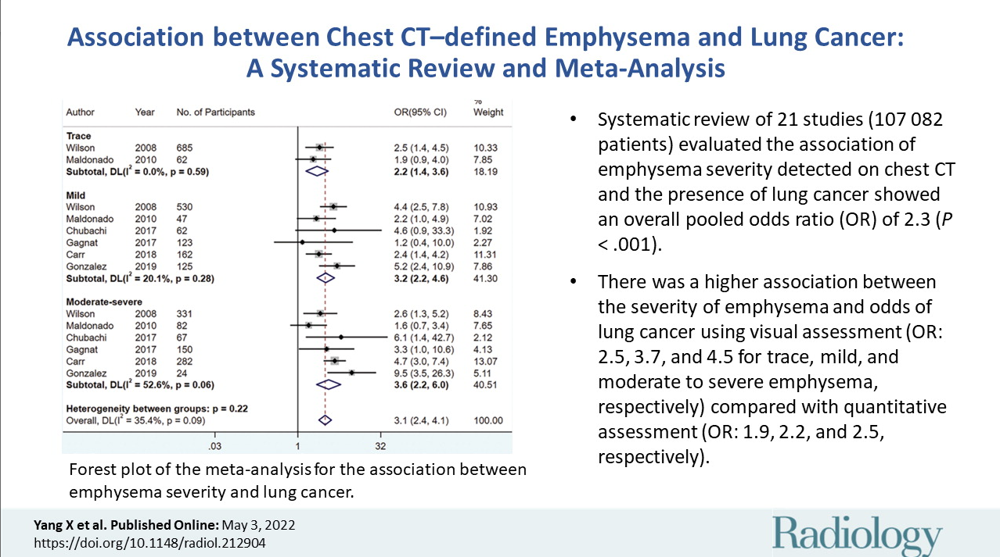 Association between Chest CT–defined Emphysema and Lung Cancer:
A Systematic Review and Meta-Analysis
Author Year No. of Participants OR(95% CI) % Weight
Trace
Wilson 2008 685 2.5 (1.4, 4.5) 10.33
Maldonado 2010 62 1.9 (0.9, 4.0) 7.85
Subtotal, DL(I² = 0.0%, p = 0.59) 2.2 (1.4, 3.6) 18.19
Mild
Wilson 2008 530 4.4 (2.5, 7.8) 10.93
Maldonado 2010 47 2.2 (1.0, 4.9) 7.02
Chubachi 2017 62 4.6 (0.9, 33.3) 1.92
Gagnat 2017 123 1.2 (0.4, 10.0) 2.27
Carr 2018 162 2.4 (1.4, 4.2) 11.31
Gonzalez 2019 125 5.2 (2.4, 10.9) 7.86
Subtotal, DL(I² = 20.1%, p = 0.28) 3.2 (2.2, 4.6) 41.30
Moderate-severe
Wilson 2008 331 2.6 (1.3, 5.2) 8.43
Maldonado 2010 82 1.6 (0.7, 3.4) 7.65
Chubachi 2017 67 6.1 (1.4, 42.7) 2.12
Gagnat 2017 150 3.3 (1.0, 10.6) 4.13
Carr 2018 282 4.7 (3.0, 7.4) 13.07
Gonzalez 2019 24 9.5 (3.5, 26.3) 5.11
Subtotal, DL(I² = 52.6%, p = 0.06) 3.6 (2.2, 6.0) 40.51
Heterogeneity between groups: p = 0.22
Overall, DL(I² = 35.4%, p = 0.09) 3.1 (2.4, 4.1) 100.00
.03 1 32
Forest plot of the meta-analysis for the association between
emphysema severity and lung cancer.
• Systematic review of 21 studies (107 082
patients) evaluated the association of
emphysema severity detected on chest CT
and the presence of lung cancer showed
an overall pooled odds ratio (OR) of 2.3 (P
< .001).
• There was a higher association between
the severity of emphysema and odds of
lung cancer using visual assessment (OR:
2.5, 3.7, and 4.5 for trace, mild, and
moderate to severe emphysema,
respectively) compared with quantitative
assessment (OR: 1.9, 2.2, and 2.5,
respectively).
Yang X et al. Published Online: May 3, 2022
https://doi.org/10.1148/radiol.212904
Radiology